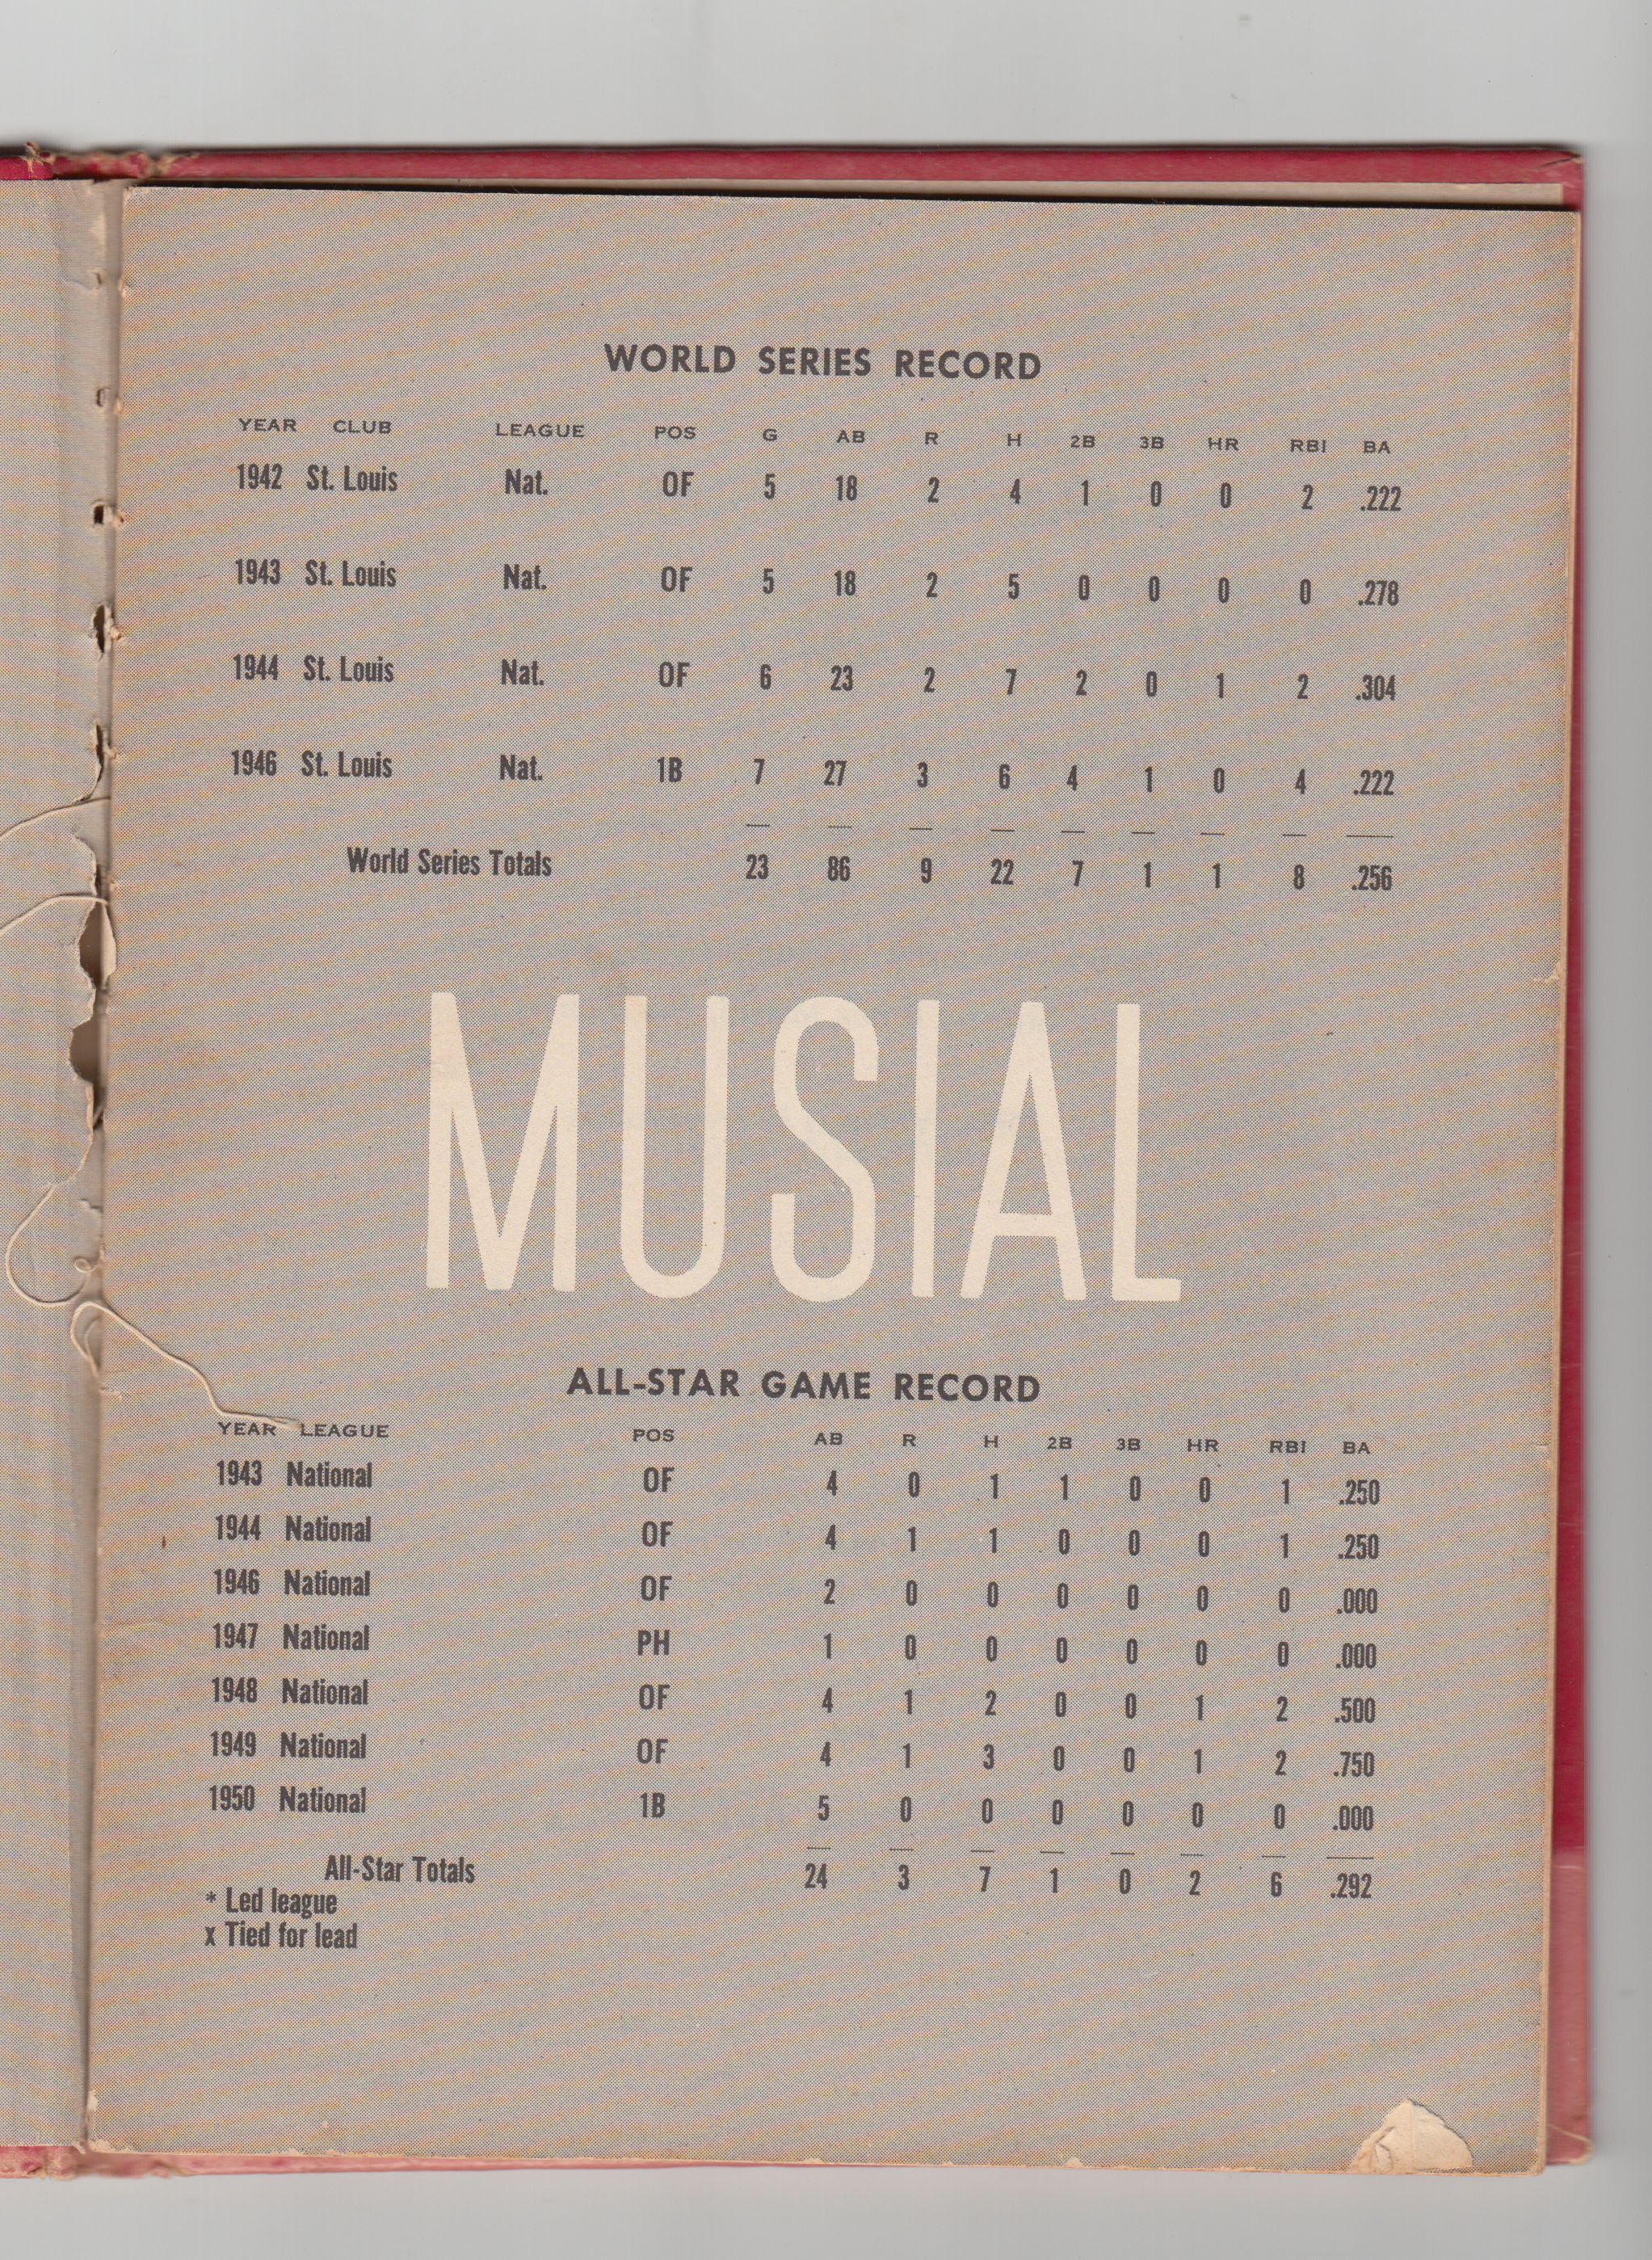 WORLD SERIES RECORD
YEAR CLUB LEAGUE POS G AB R H 2B 3B HR RBI BA
1942 St. Louis Nat. OF 5 18 2 4 1 0 0 2 .222
1943 St. Louis Nat. OF 5 18 2 5 0 0 0 0 .278
1944 St. Louis Nat. OF 6 23 2 7 2 0 1 2 .304
1946 St. Louis Nat. 1B 7 27 3 6 4 1 0 4 .222
World Series Totals 23 86 9 22 7 1 1 8 .256
MUSIAL
ALL-STAR GAME RECORD
YEAR LEAGUE POS AB R H 2B 3B HR RBI BA
1943 National OF 4 0 1 1 0 0 1 .250
1944 National OF 4 1 1 0 0 0 1 .250
1946 National OF 2 0 0 0 0 0 0 .000
1947 National PH 1 0 0 0 0 0 0 .000
1948 National OF 4 1 2 0 0 1 2 .500
1949 National OF 4 1 3 0 0 1 2 .750
1950 National 1B 5 0 0 0 0 0 0 .000
All-Star Totals 24 3 7 1 0 2 6 .292
* Led league
x Tied for lead